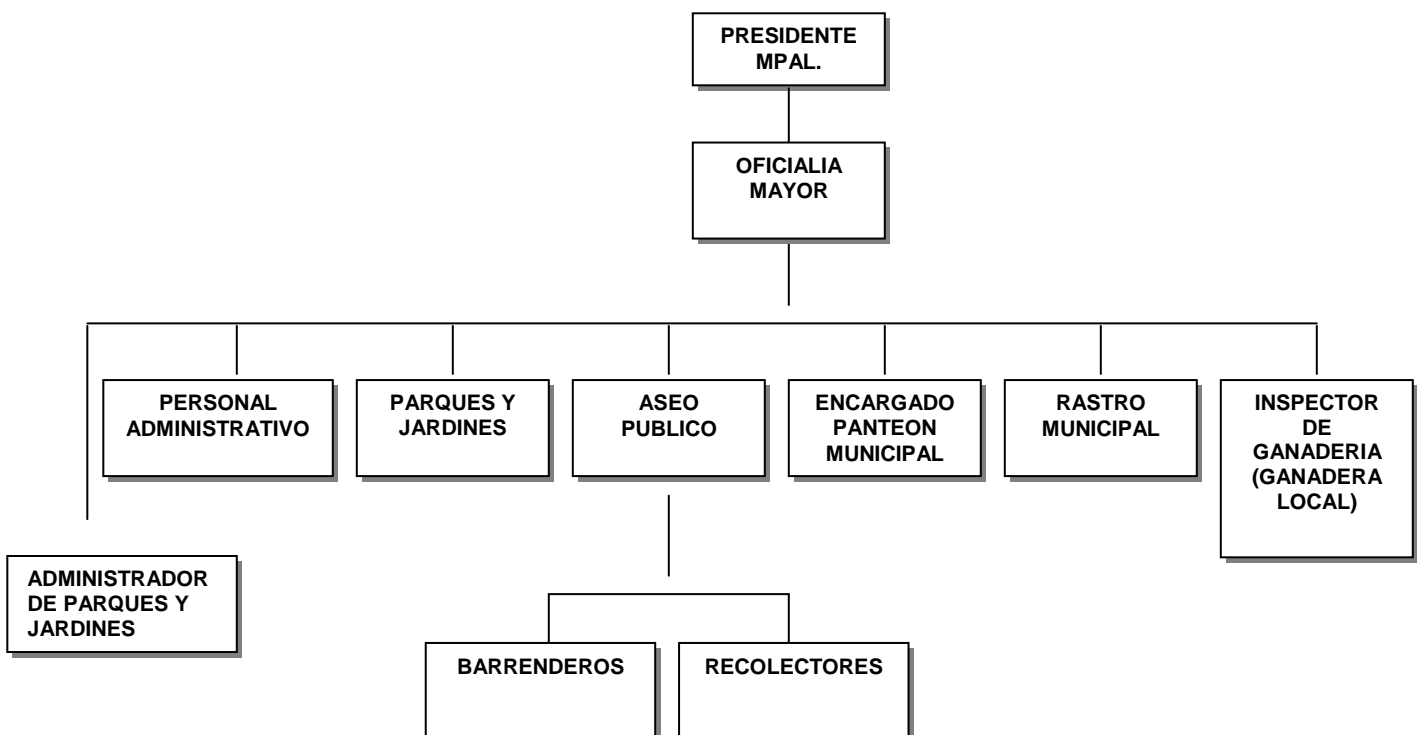 PRESIDENTE
MPAL.
OFICIALIA
MAYOR
PERSONAL
ADMINISTRATIVO
PARQUES Y
JARDINES
ASEO
PUBLICO
ENCARGADO
PANTEON
MUNICIPAL
RASTRO
MUNICIPAL
INSPECTOR
DE
GANADERIA
(GANADERA
LOCAL)
ADMINISTRADOR
DE PARQUES Y
JARDINES
BARRENDEROS
RECOLECTORES